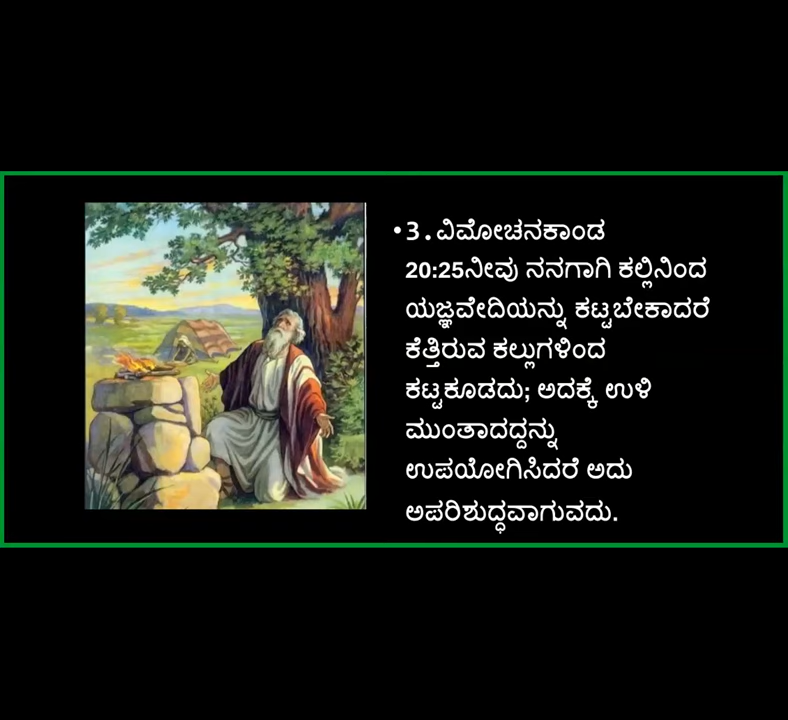 • 3 . ವಿಮೋಚನಕಾಂಡ
20:25ನೀವು ನನಗಾಗಿ ಕಲ್ಲಿನಿಂದ
ಯಜ್ಞವೇದಿಯನ್ನು ಕಟ್ಟಬೇಕಾದರೆ
ಕೆತ್ತಿರುವ ಕಲ್ಲುಗಳಿಂದ
ಕಟ್ಟಕೂಡದು; ಅದಕ್ಕೆ ಉಳಿ
ಮುಂತಾದದ್ದನ್ನು
ಉಪಯೋಗಿಸಿದರೆ ಅದು
ಅಪರಿಶುದ್ಧವಾಗುವದು.